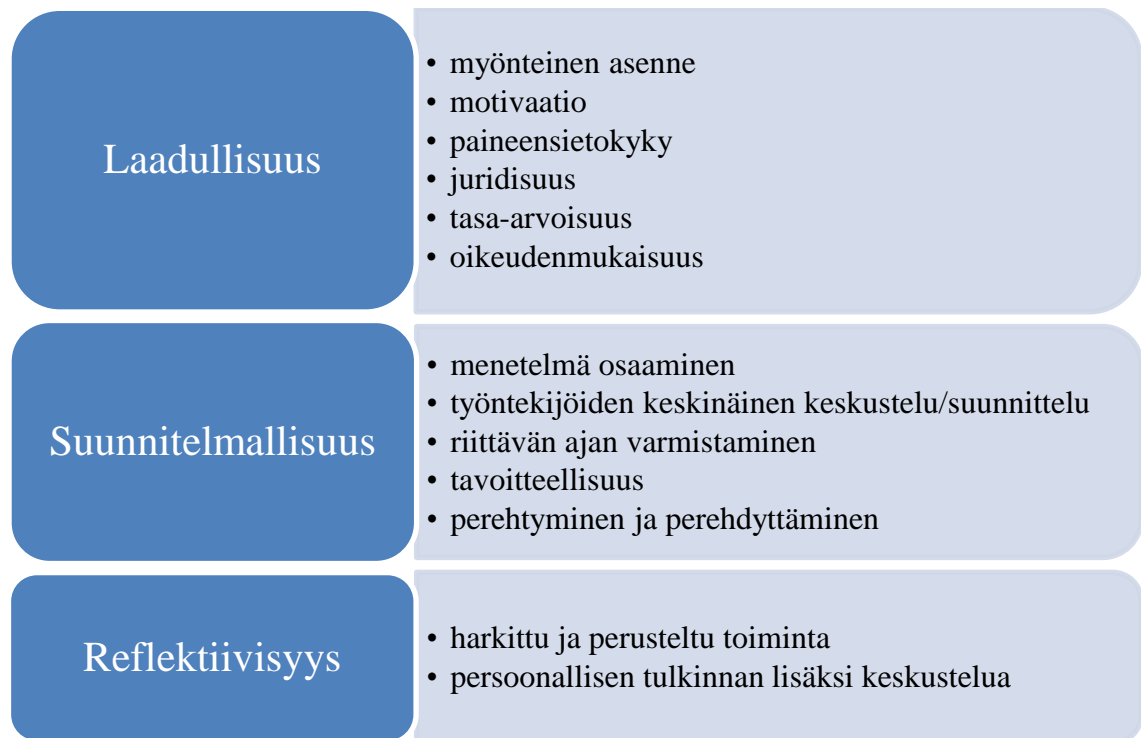 Laadullisuus
• myönteinen asenne
• motivaatio
• paineensietokyky
• juridisuus
• tasa-arvoisuus
• oikeudenmukaisuus
Suunnitelmallisuus
• menetelmä osaaminen
• työntekijöiden keskinäinen keskustelu/suunnittelu
• riittävän ajan varmistaminen
• tavoitteellisuus
• perehtyminen ja perehdyttäminen
Reflektiivisyys
• harkittu ja perusteltu toiminta
• persoonallisen tulkinnan lisäksi keskustelua